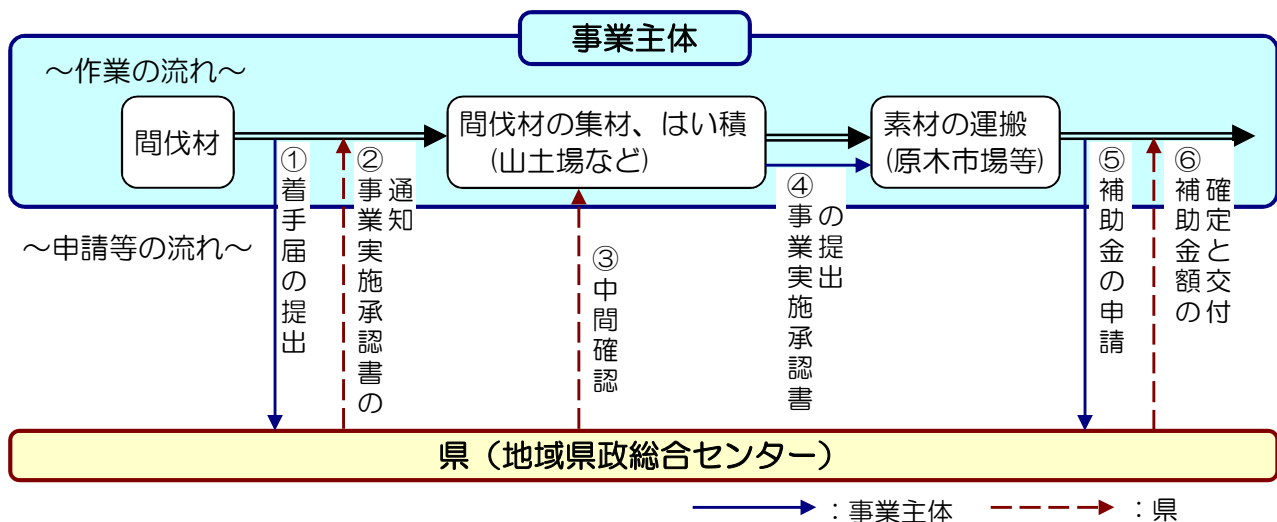 事業主体
～作業の流れ～
間伐材
間伐材の集材、はい積
(山土場など)
素材の運搬
(原木市場等)
①着手届の提出
②事業実施承認書の
通知
③中間確認
④事業実施承認書
の提出
⑤補助金の申請
⑥補助金額の
確定と交付
～申請等の流れ～
県（地域県政総合センター）
：事業主体
：県